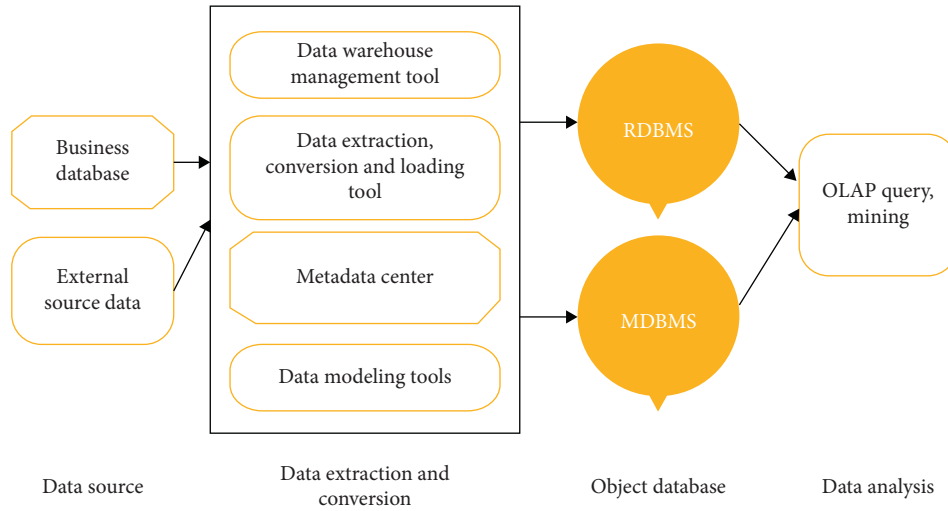 Business
database
External
source data
Data warehouse
management tool
Data extraction,
conversion and loading
tool
Metadata center
Data modeling tools
RDBMS
MDBMS
OLAP query,
mining
Data source
Data extraction and
conversion
Object database
Data analysis